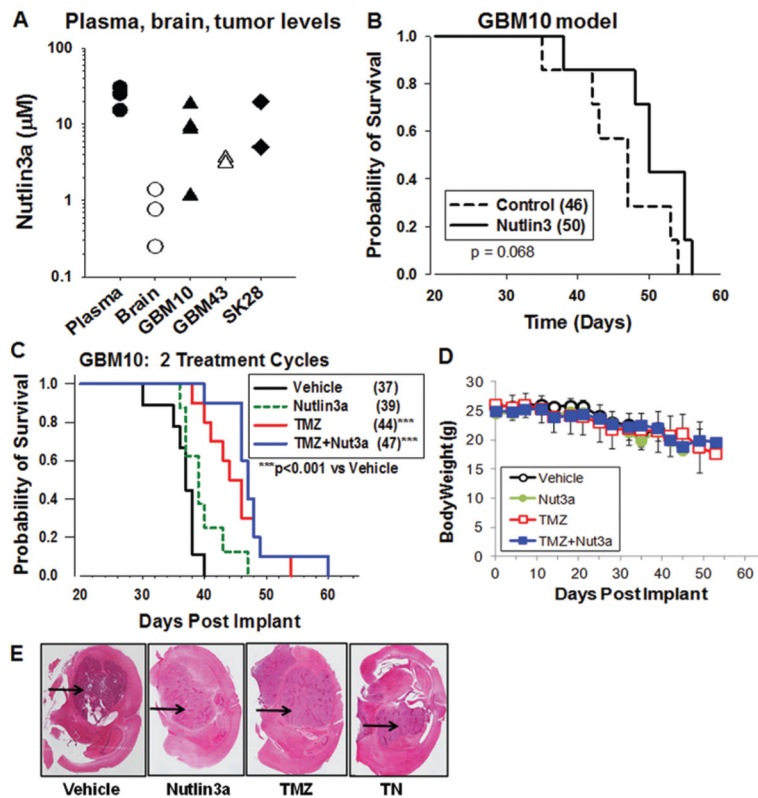 A Plasma, brain, tumor levels
Nutlin3a (μM)
100
10
1
0.1
Plasma
Brain
GBM10
GBM43
SK28
B GBM10 model
Probability of Survival
1.0
0.8
0.6
0.4
0.2
0.0
Control (46)
Nutlin3 (50)
p = 0.068
20 30 40 50 60
Time (Days)
C GBM10: 2 Treatment Cycles
Probability of Survival
1.0
0.8
0.6
0.4
0.2
0.0
Vehicle (37)
Nutlin3a (39)
TMZ (44)***
TMZ+Nut3a (47)***
***p<0.001 vs Vehicle
20 30 40 50 60
Days Post Implant
D
BodyWeight (g)
30
25
20
15
10
5
0
Vehicle
Nut3a
TMZ
TMZ+Nut3a
0 10 20 30 40 50 60
Days Post Implant
E
Vehicle Nutlin3a TMZ TN